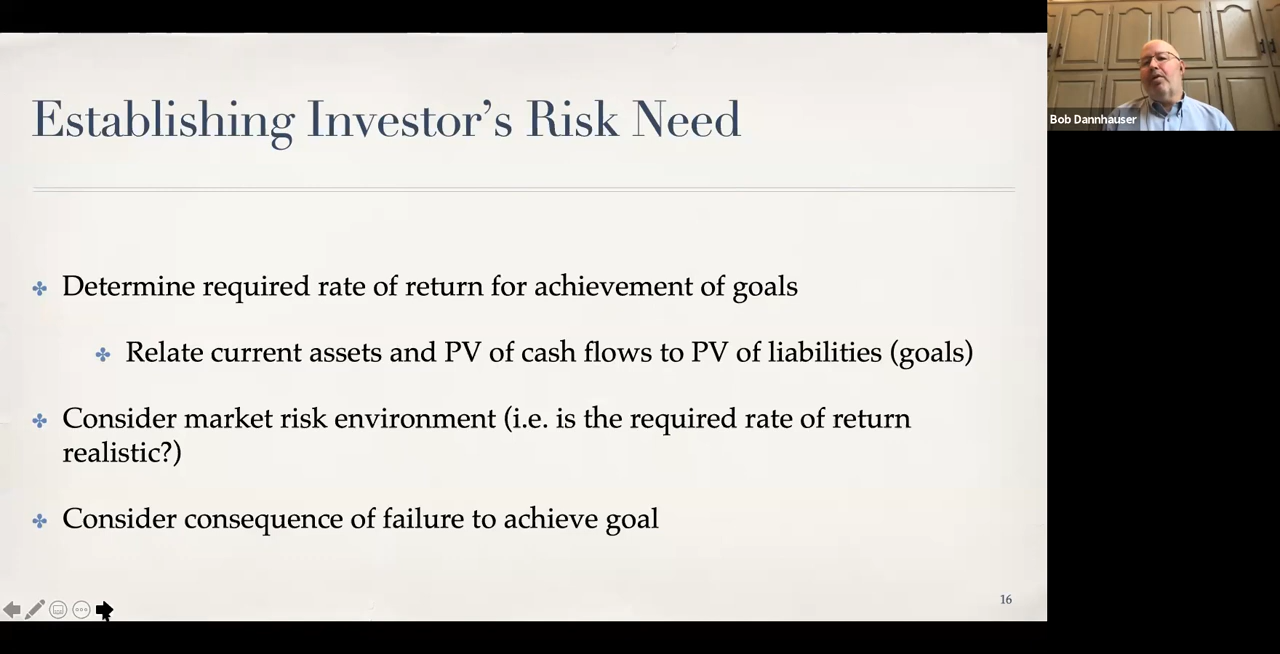 Establishing Investor's Risk Need
Determine required rate of return for achievement of goals
Relate current assets and PV of cash flows to PV of liabilities (goals)
Consider market risk environment (i.e. is the required rate of return
realistic?)
Consider consequence of failure to achieve goal
16
Bob Dannhauser